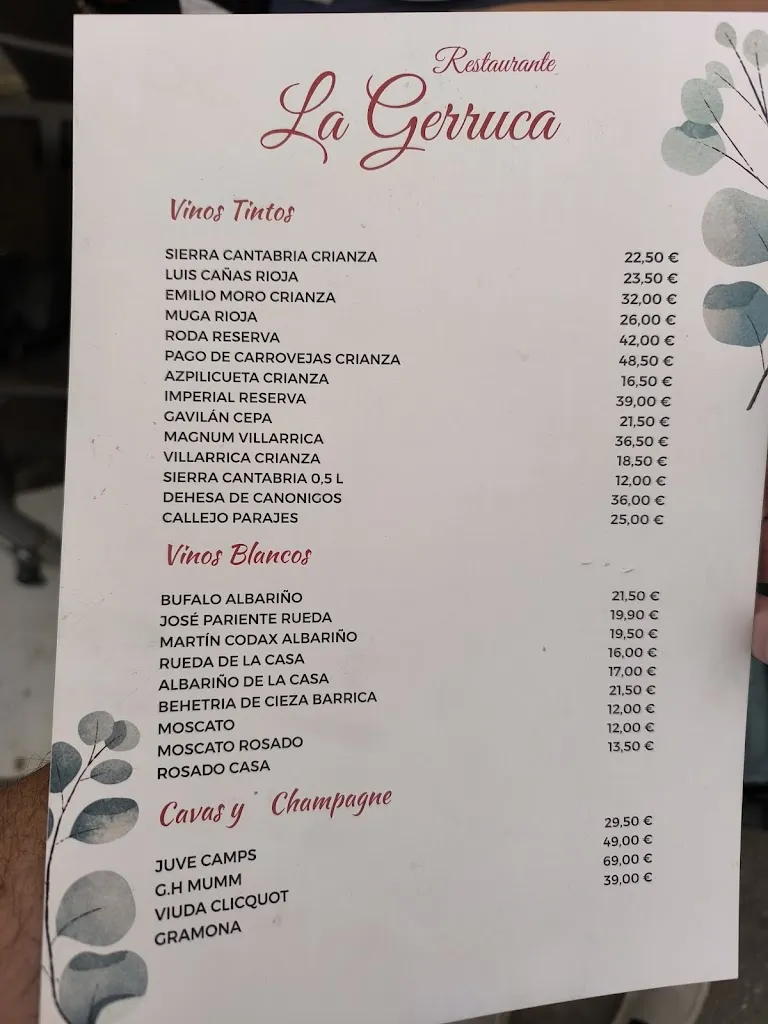 Restaurante
La Gerruca
Vinos Tintos
SIERRA CANTABRIA CRIANZA 22,50 €
LUIS CAÑAS RIOJA 23,50 €
EMILIO MORO CRIANZA 32,00 €
MUGA RIOJA 26,00 €
RODA RESERVA 42,00 €
PAGO DE CARROVEJAS CRIANZA 48,50 €
AZPILICUETA CRIANZA 16,50 €
IMPERIAL RESERVA 39,00 €
GAVILÁN CEPA 21,50 €
MAGNUM VILLARRICA 36,50 €
VILLARRICA CRIANZA 18,50 €
SIERRA CANTABRIA 0,5 L 12,00 €
DEHESA DE CANONIGOS 36,00 €
CALLEJO PARAJES 25,00 €
Vinos Blancos
BUFALO ALBARIÑO 21,50 €
JOSÉ PARIENTE RUEDA 19,90 €
MARTÍN CODAX ALBARIÑO 19,50 €
RUEDA DE LA CASA 16,00 €
ALBARIÑO DE LA CASA 17,00 €
BEHETRIA DE CIEZA BARRICA 21,50 €
MOSCATO 12,00 €
MOSCATO ROSADO 12,00 €
ROSADO CASA 13,50 €
Cavas y Champagne
JUVE CAMPS 29,50 €
G.H MUMM 49,00 €
VIUDA CLICQUOT 69,00 €
GRAMONA 39,00 €